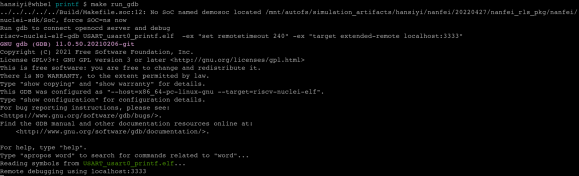 hansiyi@whbel printf $ make run_gdb
../../../../../Build/Makefile.soc:12: No SoC named demosoc located /mnt/autofs/simulation_artifacts/hansiyi/nanfei/20220427/nanfei_rls_pkg/nanfei/
nuclei-sdk/SoC, force SOC=ns now
Run gdb to connect openocd server and debug
riscv-nuclei-elf-gdb USART_usart0_printf.elf  -ex "set remotetimeout 240" -ex "target extended-remote localhost:3333"
GNU gdb (GDB) 11.0.50.20210206-git
Copyright (C) 2021 Free Software Foundation, Inc.
License GPLv3+: GNU GPL version 3 or later <http://gnu.org/licenses/gpl.html>
This is free software: you are free to change and redistribute it.
There is NO WARRANTY, to the extent permitted by law.
Type "show copying" and "show warranty" for details.
This GDB was configured as "--host=x86_64-pc-linux-gnu --target=riscv-nuclei-elf".
Type "show configuration" for configuration details.
For bug reporting instructions, please see:
<https://www.gnu.org/software/gdb/bugs/>.
Find the GDB manual and other documentation resources online at:
    <http://www.gnu.org/software/gdb/documentation/>.

For help, type "help".
Type "apropos word" to search for commands related to "word"...
Reading symbols from USART_usart0_printf.elf...
Remote debugging using localhost:3333